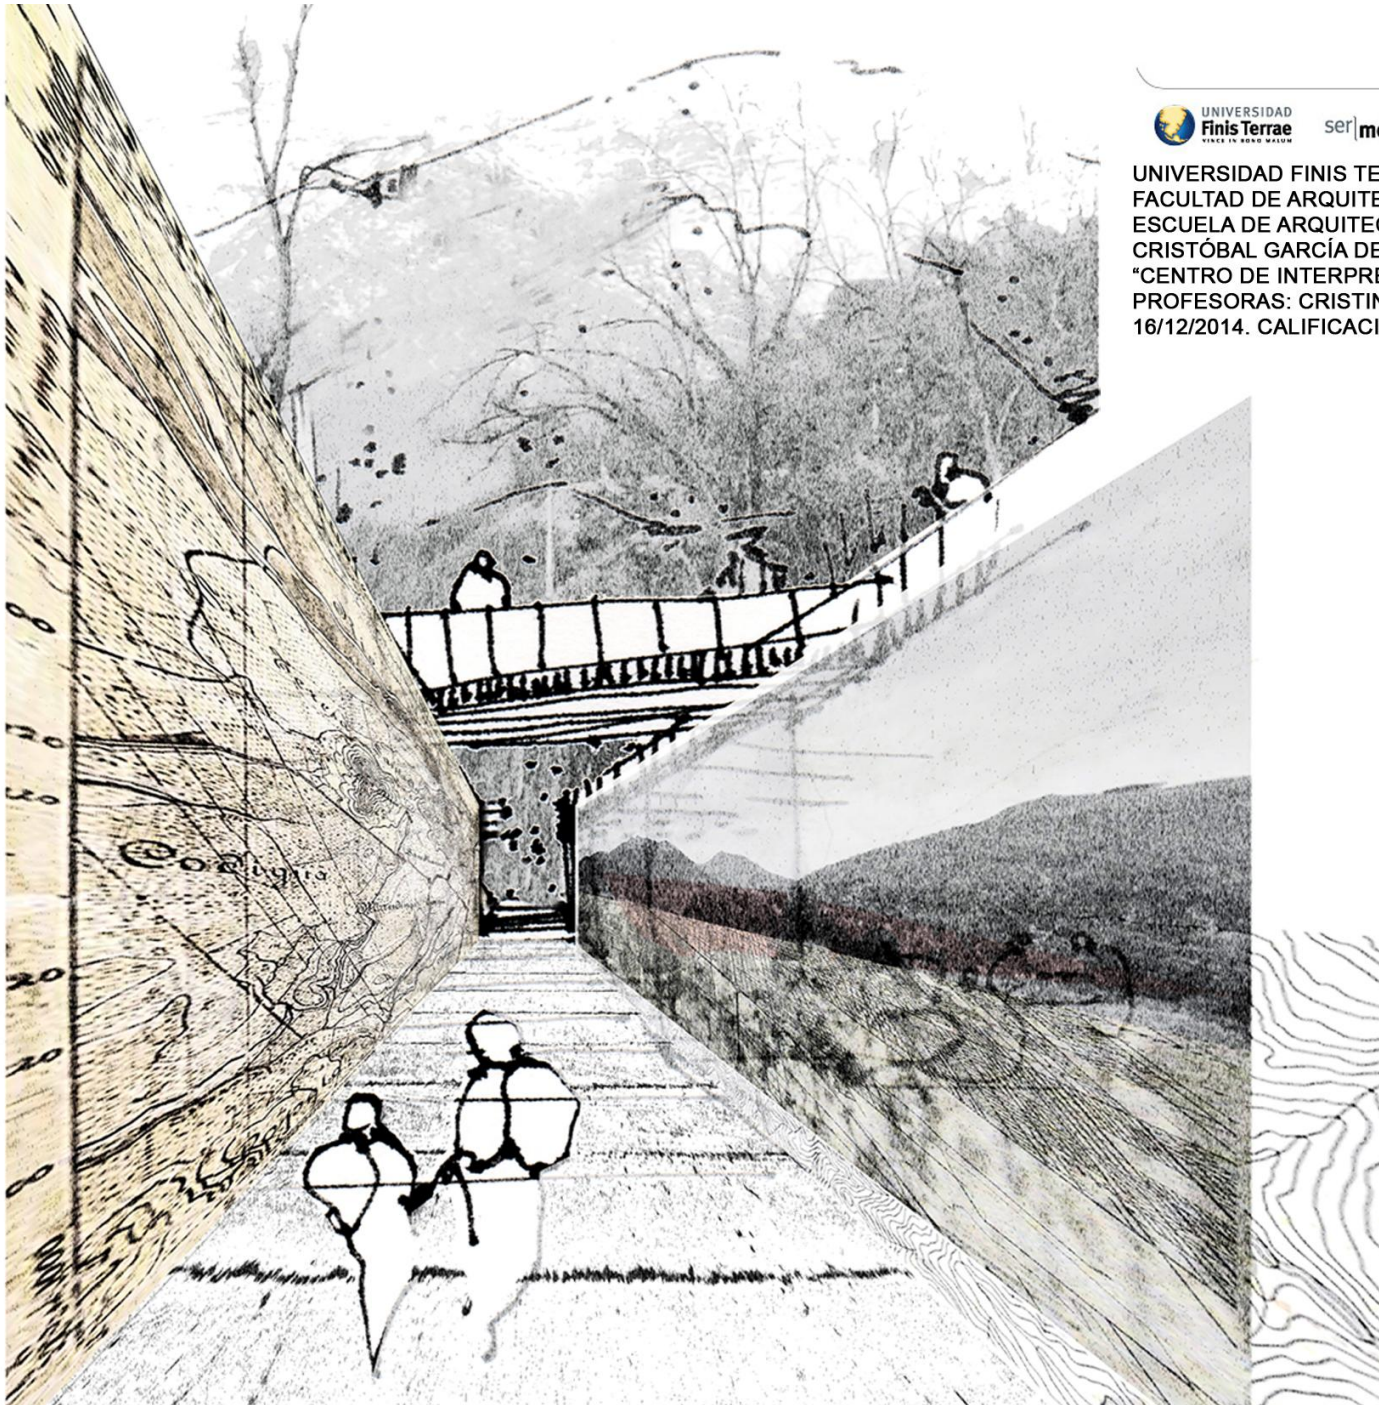 UNIVERSIDAD
Finis Terrae
VINCE IN BONO MALUM
ser|
UNIVERSIDAD FINIS TE
FACULTAD DE ARQUITE
ESCUELA DE ARQUITEC
CRISTÓBAL GARCÍA DE
“CENTRO DE INTERPRE
PROFESORAS: CRISTIN
16/12/2014. CALIFICACI